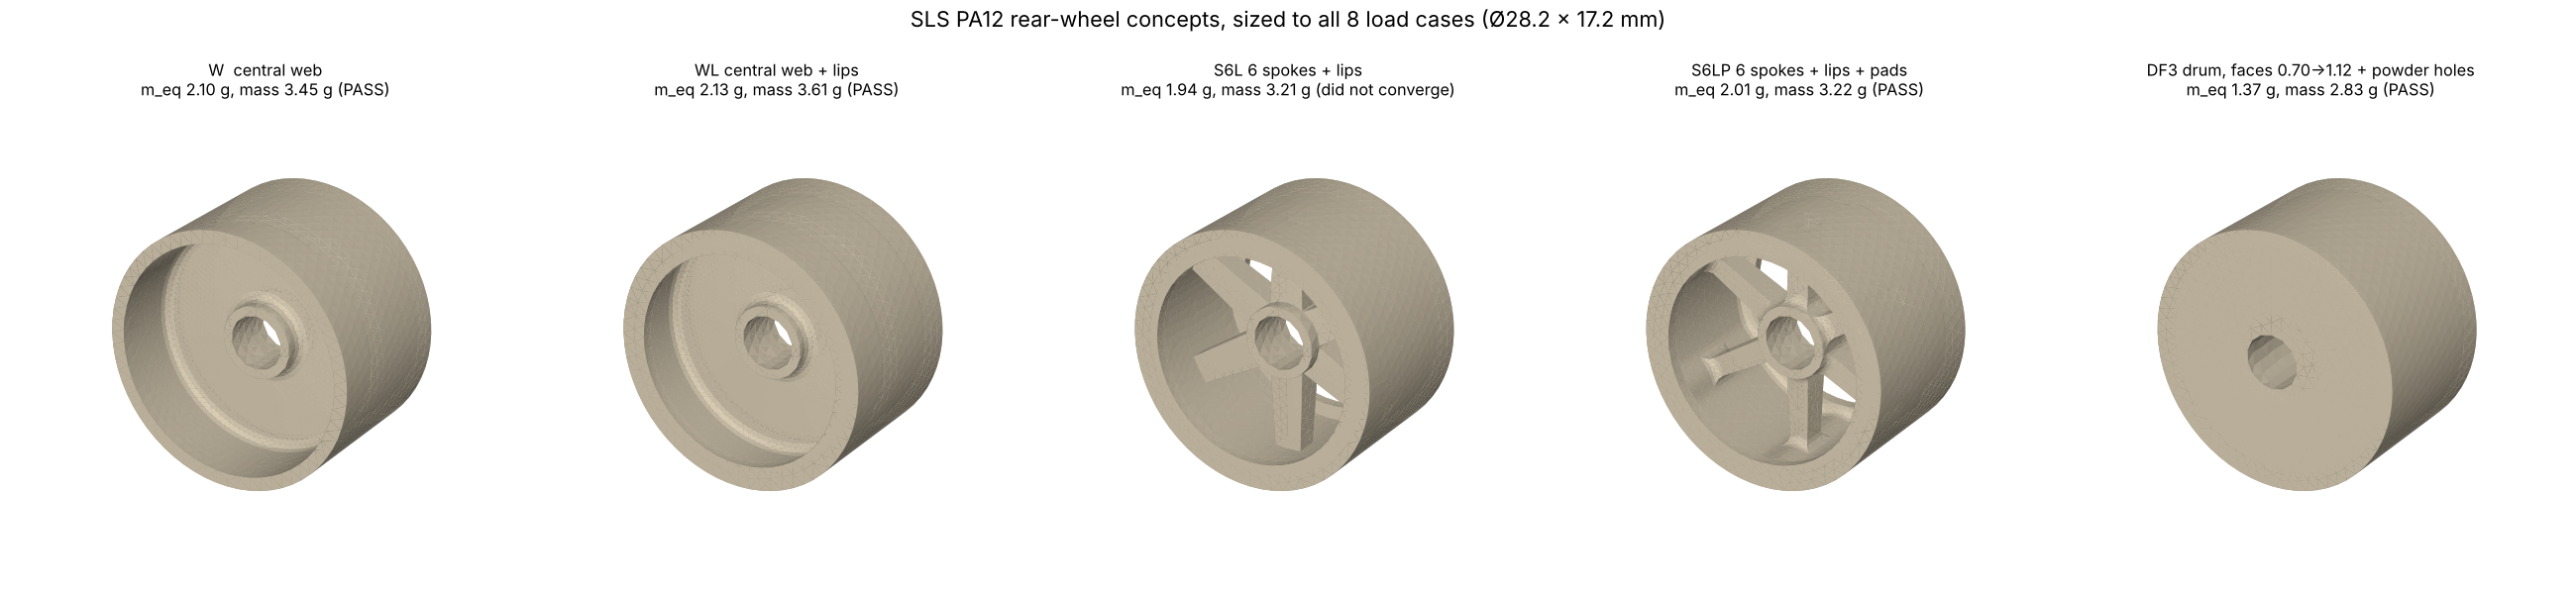 SLS PA12 rear-wheel concepts, sized to all 8 load cases (Ø28.2 × 17.2 mm)
W  central web
m_eq 2.10 g, mass 3.45 g (PASS)
WL central web + lips
m_eq 2.13 g, mass 3.61 g (PASS)
S6L 6 spokes + lips
m_eq 1.94 g, mass 3.21 g (did not converge)
S6LP 6 spokes + lips + pads
m_eq 2.01 g, mass 3.22 g (PASS)
DF3 drum, faces 0.70→1.12 + powder holes
m_eq 1.37 g, mass 2.83 g (PASS)